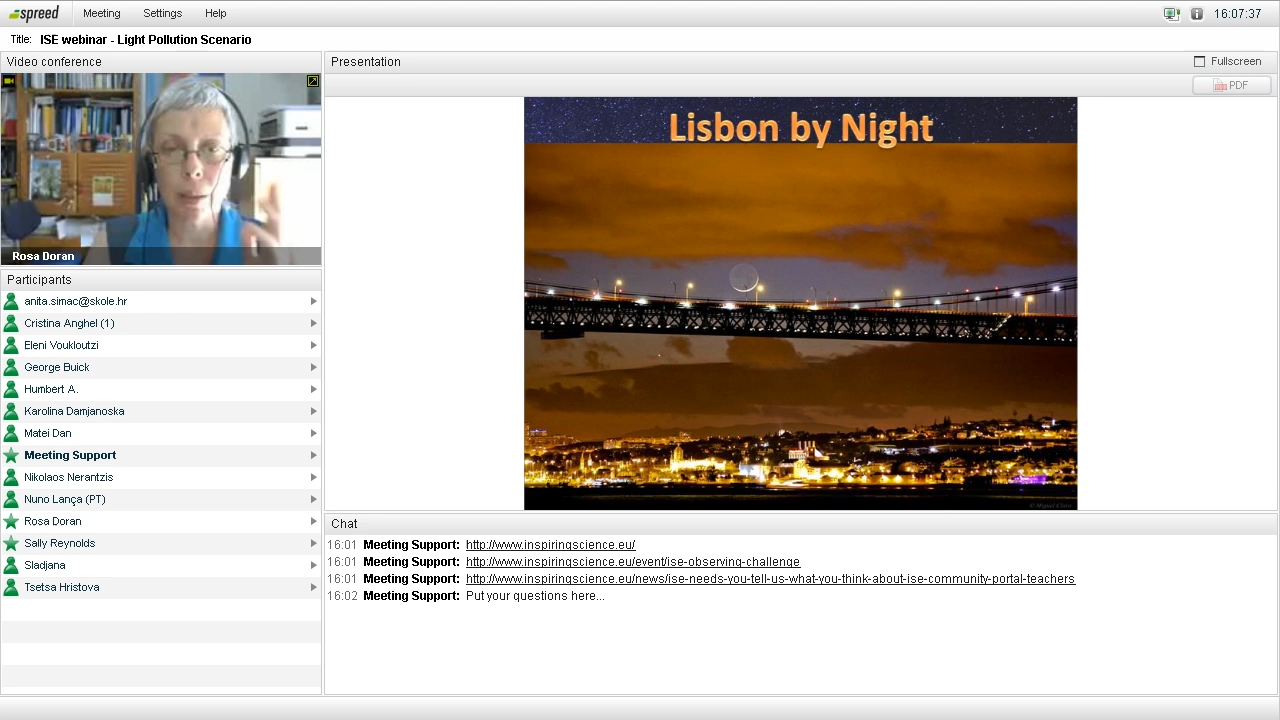 spreed Meeting Settings Help 16:07:37
Title: ISE webinar - Light Pollution Scenario
Video conference
Rosa Doran
Participants
anita.simac@skole.hr
Cristina Anghel (1)
Eleni Voukloutzi
George Buick
Humbert A.
Karolina Damjanoska
Matei Dan
Meeting Support
Nikolaos Nerantzis
Nuno Lança (PT)
Rosa Doran
Sally Reynolds
Sladjana
Tsetsa Hristova
Presentation Fullscreen
PDF
Lisbon by Night
Chat
16:01 Meeting Support: http://www.inspiringscience.eu/
16:01 Meeting Support: http://www.inspiringscience.eu/event/ise-observing-challenge
16:01 Meeting Support: http://www.inspiringscience.eu/news/ise-needs-you-tell-us-what-you-think-about-ise-community-portal-teachers
16:02 Meeting Support: Put your questions here...